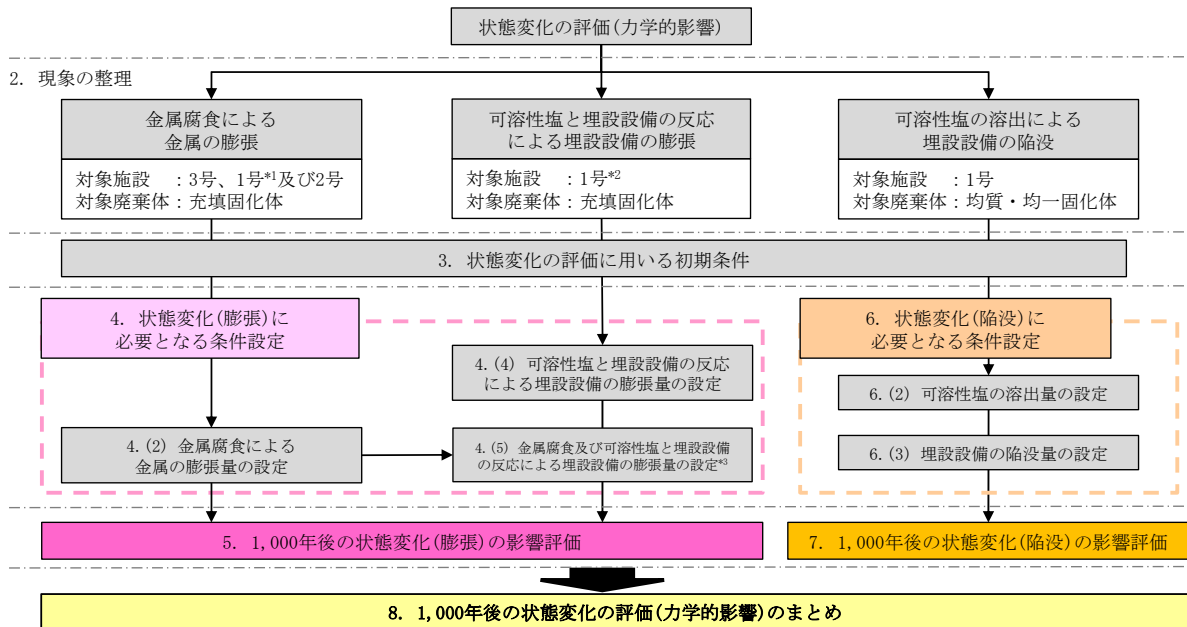 状態変化の評価(力学的影響)
2. 現象の整理
金属腐食による
金属の膨張
対象施設 ：3号、1号*1及び2号
対象廃棄体：充填固化体
可溶性塩と埋設設備の反応
による埋設設備の膨張
対象施設 ：1号*2
対象廃棄体：充填固化体
可溶性塩の溶出による
埋設設備の陥没
対象施設 ：1号
対象廃棄体：均質・均一固化体
3. 状態変化の評価に用いる初期条件
4. 状態変化(膨張)に
必要となる条件設定
4.(4) 可溶性塩と埋設設備の反応
による埋設設備の膨張量の設定
4.(2) 金属腐食による
金属の膨張量の設定
4.(5) 金属腐食及び可溶性塩と埋設設備
の反応による埋設設備の膨張量の設定*3
6. 状態変化(陥没)に
必要となる条件設定
6.(2) 可溶性塩の溶出量の設定
6.(3) 埋設設備の陥没量の設定
5. 1,000年後の状態変化(膨張)の影響評価
7. 1,000年後の状態変化(陥没)の影響評価
8. 1,000年後の状態変化の評価(力学的影響)のまとめ